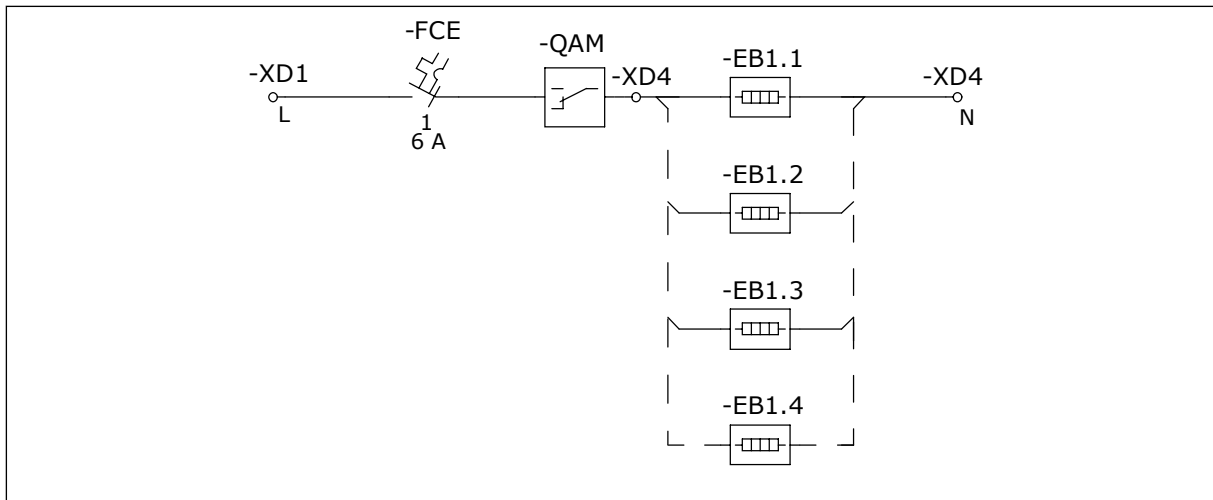 -FCE
-QAM
-XD1
-XD4
-EB1.1
-XD4
L
N
1
6 A
-EB1.2
-EB1.3
-EB1.4